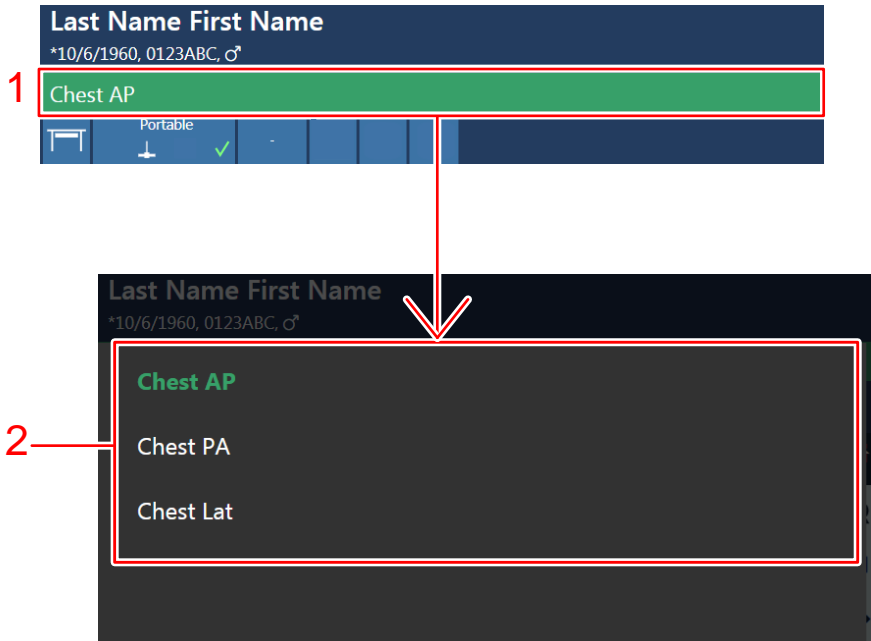 Last Name First Name
*10/6/1960, 0123ABC, ♂
1
Chest AP
Portable
-
Last Name First Name
*10/6/1960, 0123ABC, ♂
Chest AP
2
Chest PA
Chest Lat